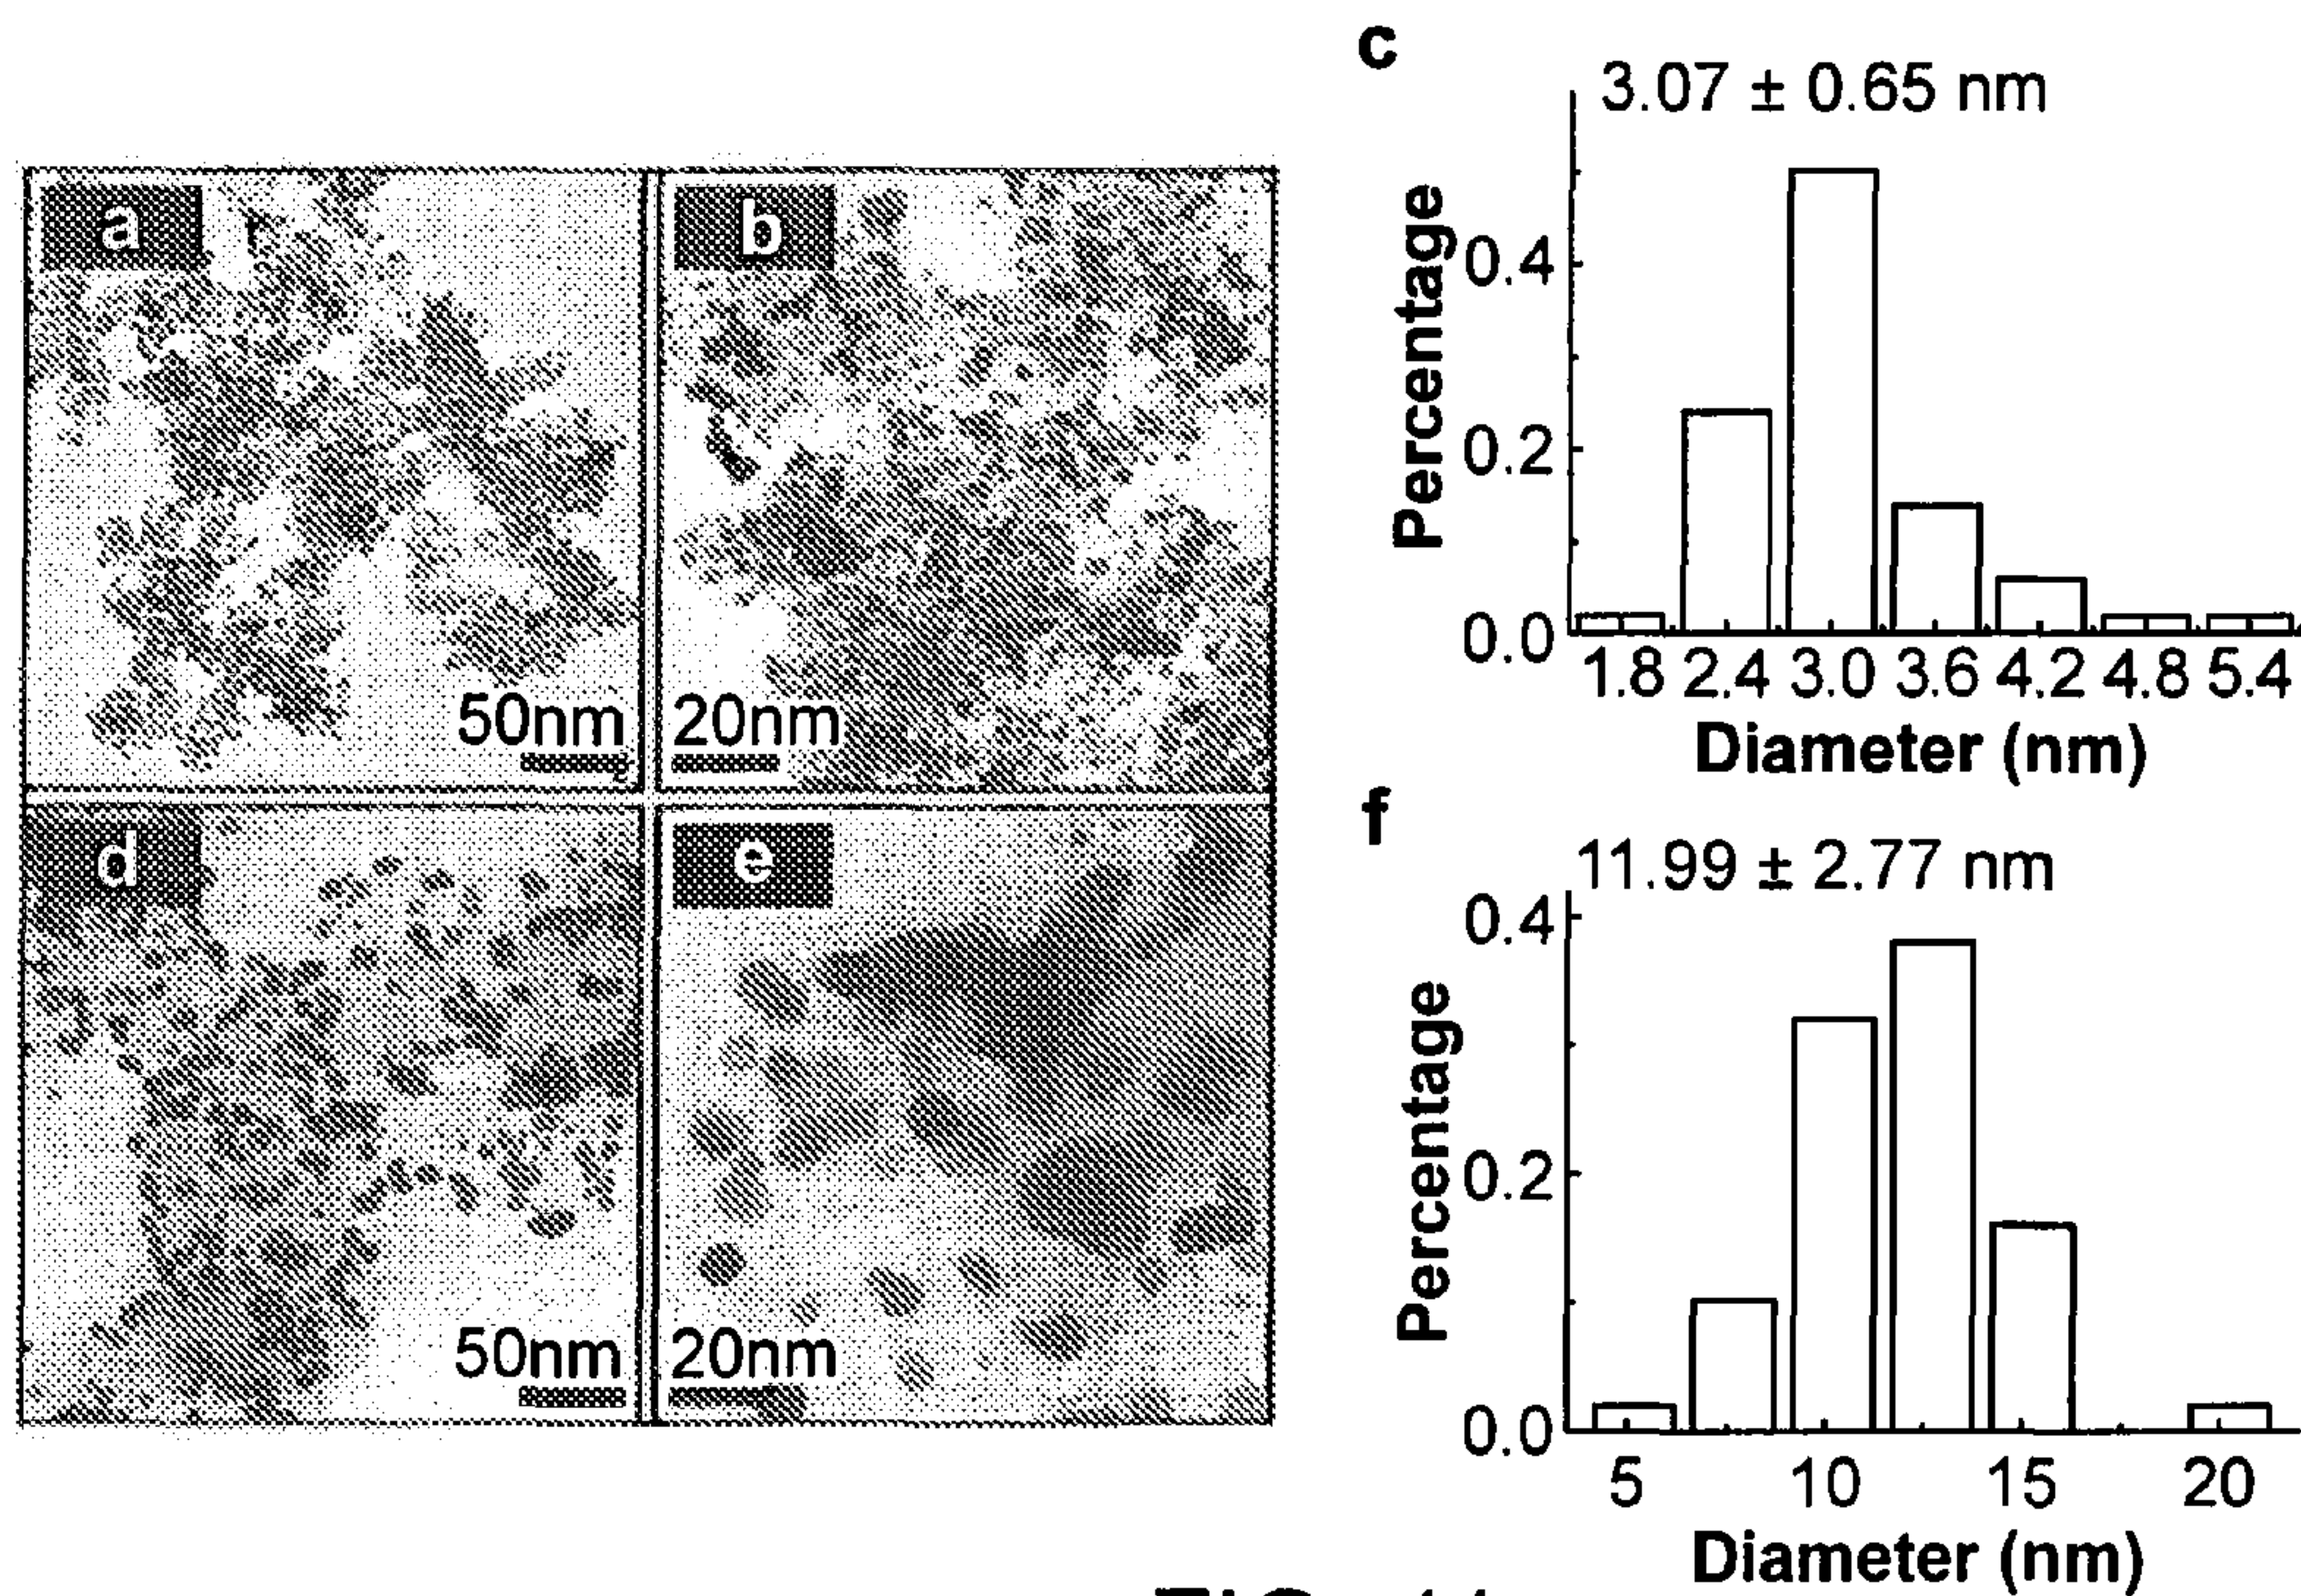 a
b
50nm
20nm
d
e
50nm
20nm
c
3.07 ± 0.65 nm
Percentage
0.4
0.2
0.0
1.8 2.4 3.0 3.6 4.2 4.8 5.4
Diameter (nm)
f
11.99 ± 2.77 nm
Percentage
0.4
0.2
0.0
5 10 15 20
Diameter (nm)